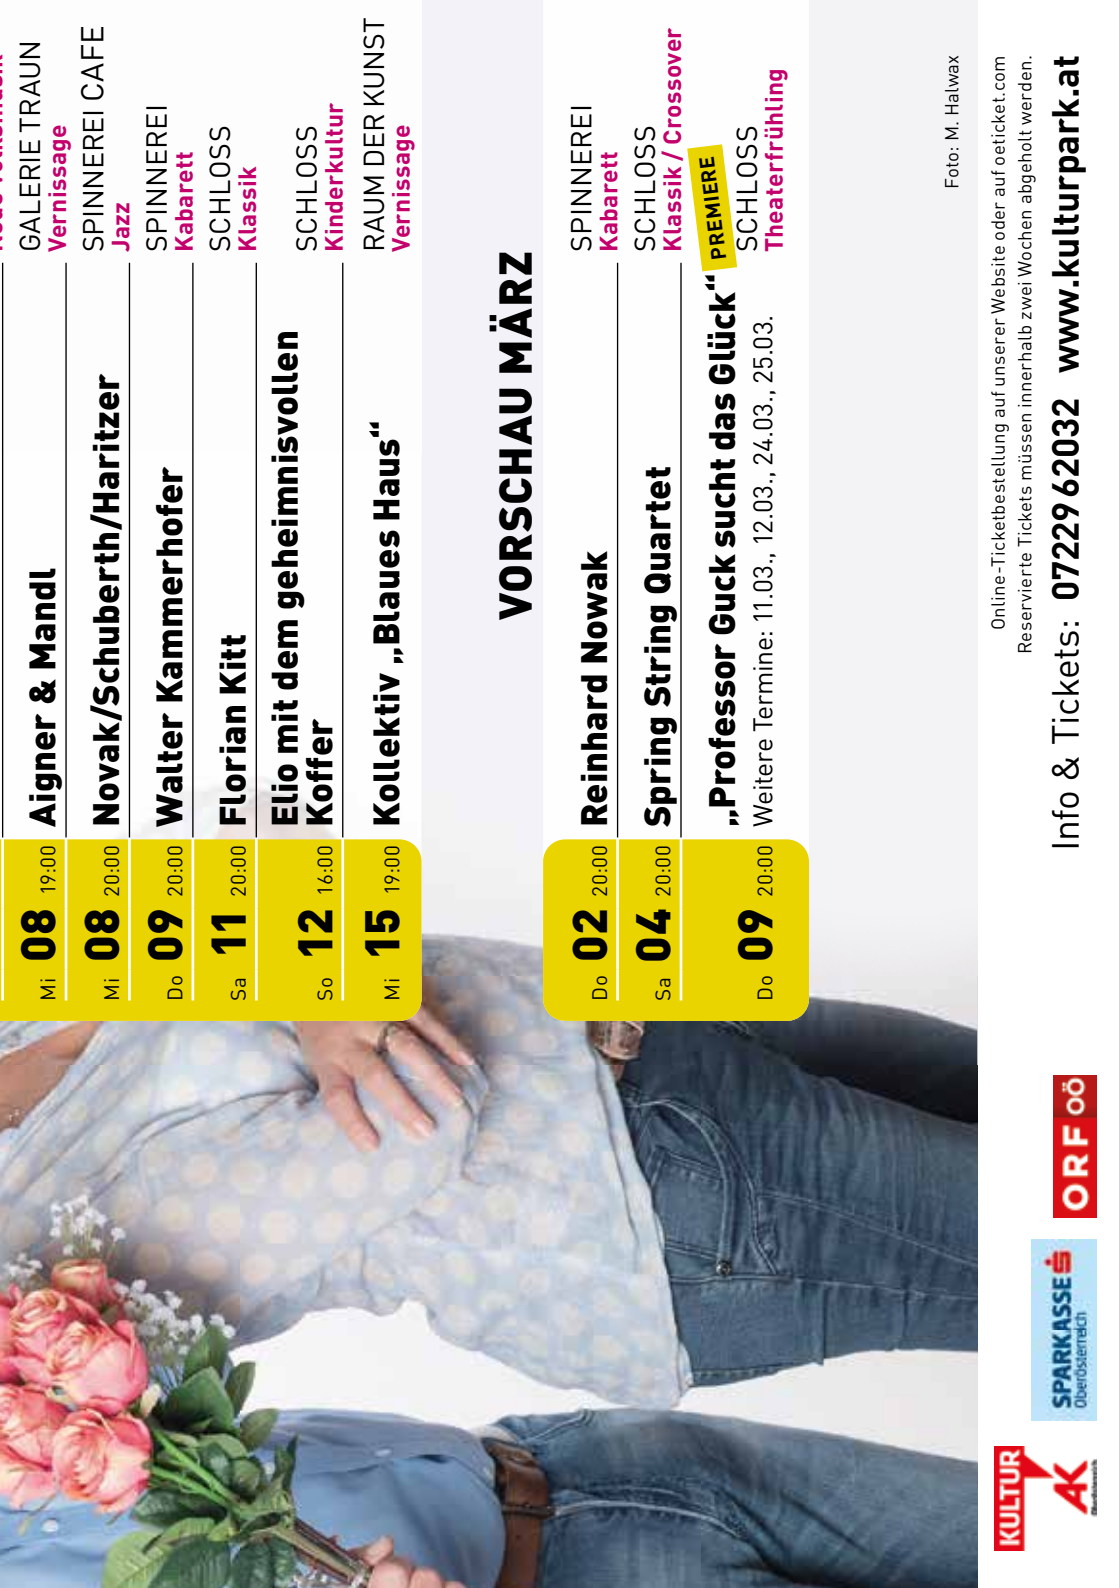 Mi 08 19:00 Aigner & Mandl GALERIE TRAUN
Vernissage
Mi 08 20:00 Novak/Schuberth/Haritzer SPINNEREI CAFE
Jazz
Do 09 20:00 Walter Kammerhofer SPINNEREI
Kabarett
Sa 11 20:00 Florian Kitt SCHLOSS
Klassik
Elio mit dem geheimnisvollen
So 12 16:00 Koffer SCHLOSS
Kinderkultur
Mi 15 19:00 Kollektiv „Blaues Haus“ RAUM DER KUNST
Vernissage
VORSCHAU MÄRZ
Do 02 20:00 Reinhard Nowak SPINNEREI
Kabarett
Sa 04 20:00 Spring String Quartet SCHLOSS
Klassik / Crossover
„Professor Guck sucht das Glück“ PREMIERE
Do 09 20:00 Weitere Termine: 11.03., 12.03., 24.03., 25.03. SCHLOSS
Theaterfrühling
Foto: M. Halwax
Online-Ticketbestellung auf unserer Website oder auf oeticket.com
Reservierte Tickets müssen innerhalb zwei Wochen abgeholt werden.
Info & Tickets: 07229 62032 www.kulturpark.at
KULTUR
AK
Oberösterreich
SPARKASSE
Oberösterreich
ORF OÖ